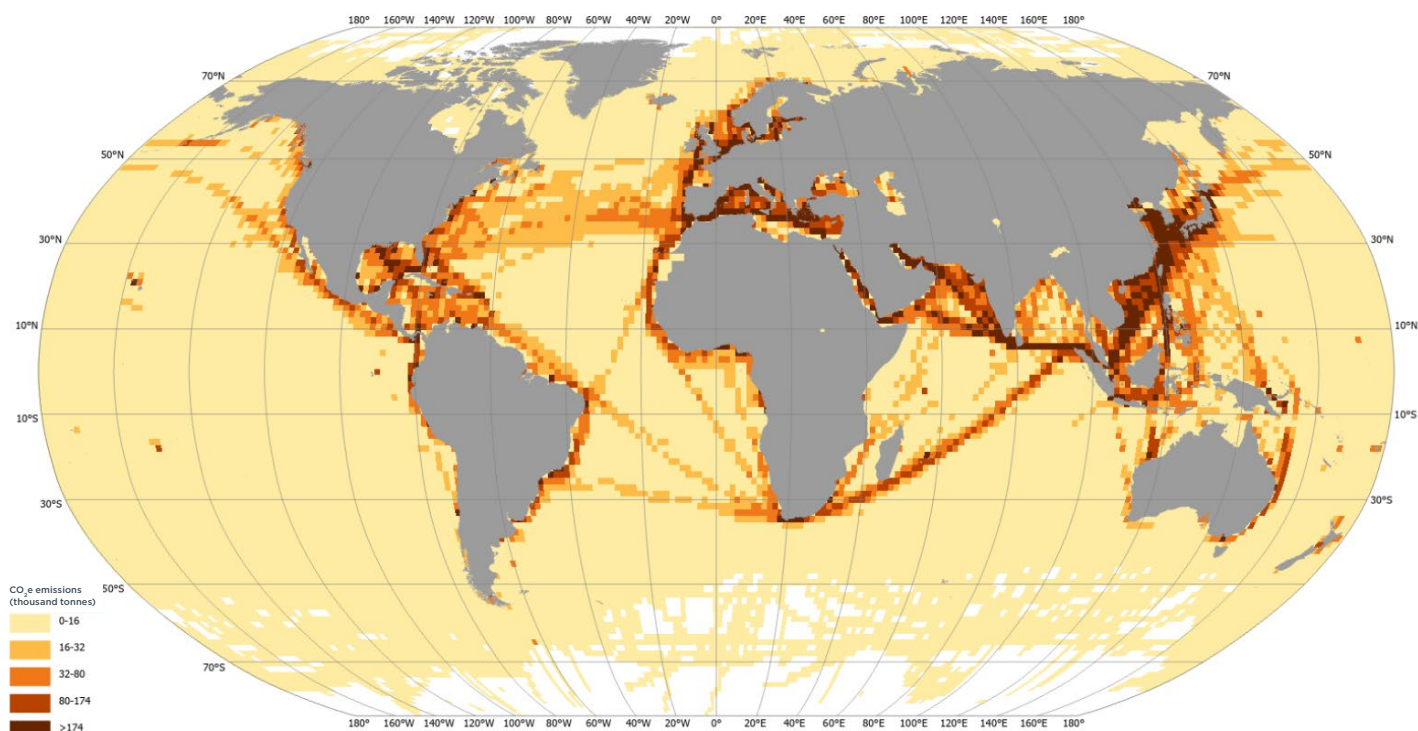 180° 160°W 140°W 120°W 100°W 80°W 60°W 40°W 20°W 0° 20°E 40°E 60°E 80°E 100°E 120°E 140°E 160°E 180°
70°N 70°N
50°N 50°N
30°N 30°N
10°N 10°N
10°S 10°S
30°S 30°S
50°S 50°S
70°S 70°S
CO₂e emissions
(thousand tonnes)
0-16
16-32
32-80
80-174
>174
180° 160°W 140°W 120°W 100°W 80°W 60°W 40°W 20°W 0° 20°E 40°E 60°E 80°E 100°E 120°E 140°E 160°E 180°